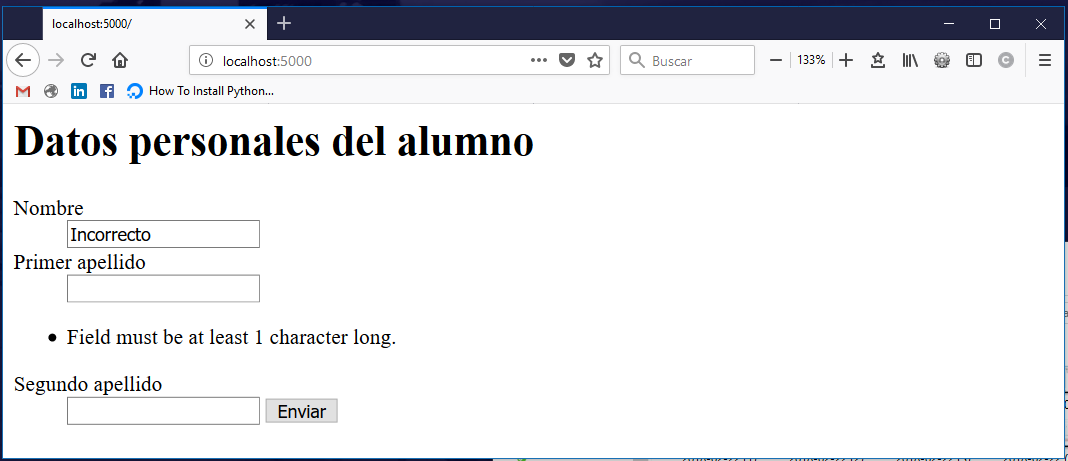 localhost:5000/
localhost:5000
Buscar
133%
C
in
f
How To Install Python...
Datos personales del alumno
Nombre
Incorrecto
Primer apellido
Field must be at least 1 character long.
Segundo apellido
Enviar